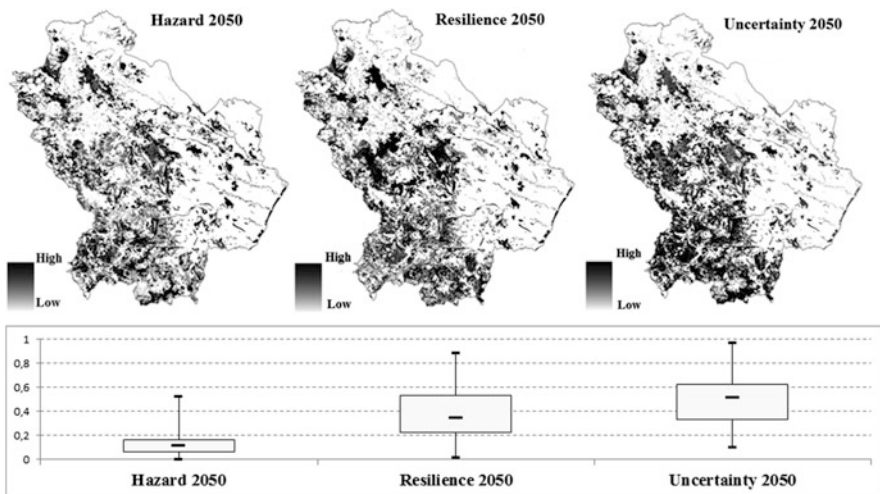 Hazard 2050
Resilience 2050
Uncertainty 2050
High
Low
High
Low
High
Low
1
0,8
0,6
0,4
0,2
0
Hazard 2050
Resilience 2050
Uncertainty 2050